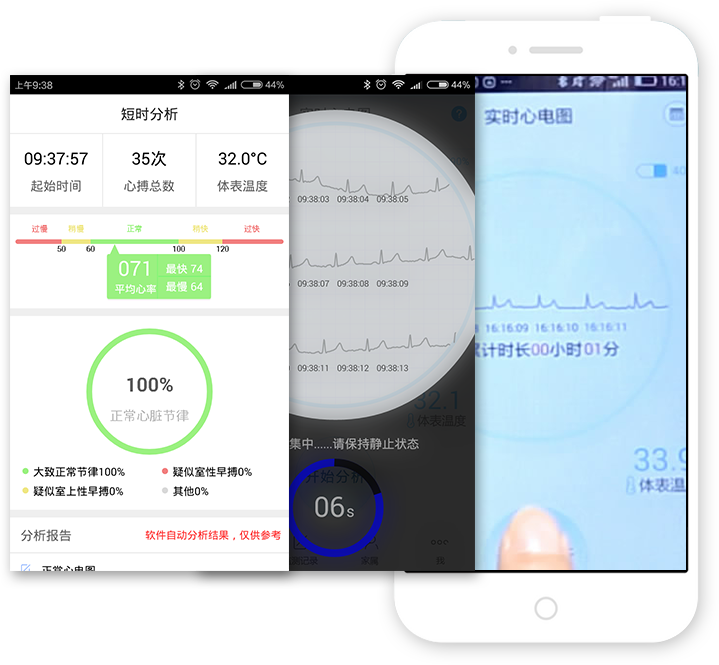 上午9:38
44%
短时分析
09:37:57
35次
32.0°C
起始时间
心搏总数
体表温度
过慢
稍慢
正常
稍快
过快
50
60
100
120
071
最快 74
平均心率
最慢 64
100%
正常心脏节律
大致正常节律100%
疑似室性早搏0%
疑似室上性早搏0%
其他0%
分析报告
软件自动分析结果，仅供参考
正常心电图
44%
实时心电图
?
09:38:03 09:38:04 09:38:05
09:38:07 09:38:08 09:38:09
09:38:11 09:38:12 09:38:13
32.1
体表温度
集中......请保持静止状态
开始分析
06s
我
16:1
实时心电图
40
16:16:09 16:16:10 16:16:11
累计时长00小时01分
33.9
体表温